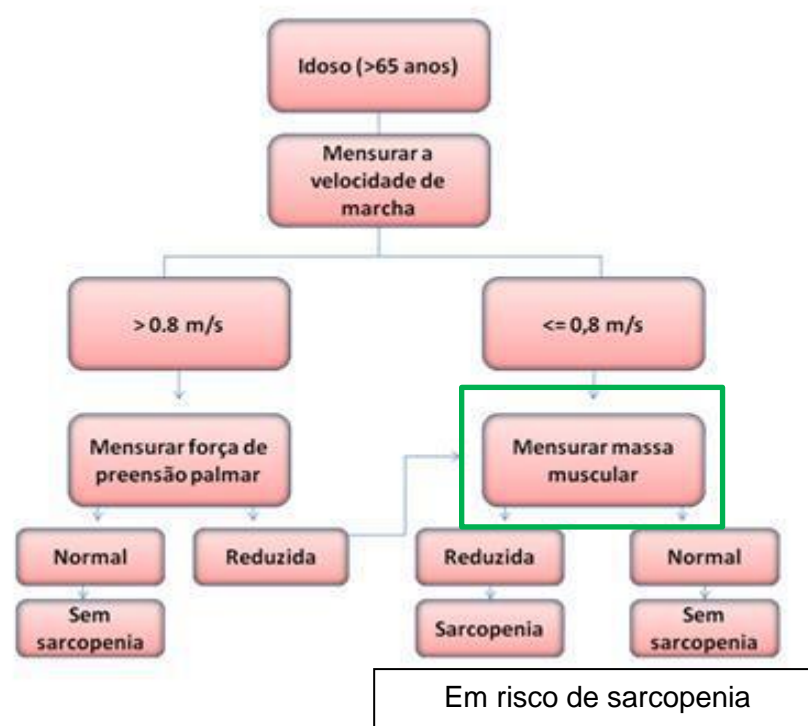 Idoso (>65 anos)
Mensurar a
velocidade de
marcha
> 0.8 m/s
<= 0,8 m/s
Mensurar força de
preensão palmar
Mensurar massa
muscular
Normal
Reduzida
Reduzida
Normal
Sem
sarcopenia
Sarcopenia
Sem
sarcopenia
Em risco de sarcopenia